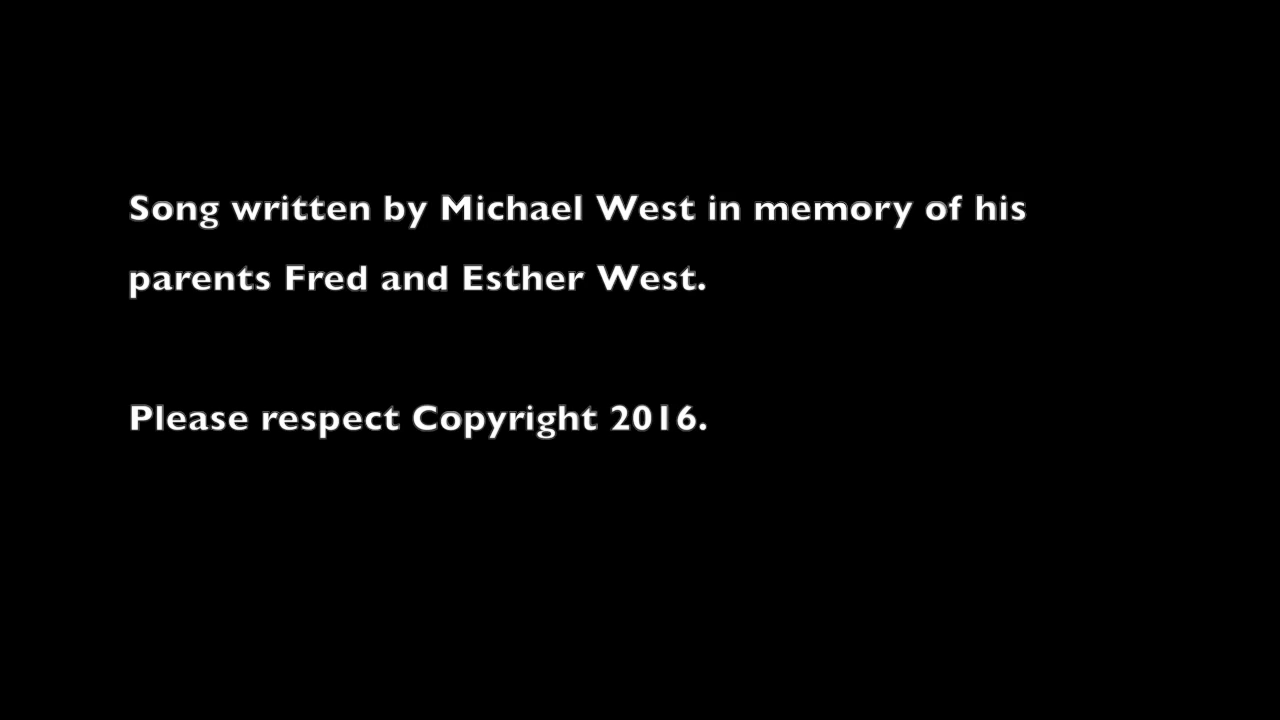 Song written by Michael West in memory of his
parents Fred and Esther West.
Please respect Copyright 2016.